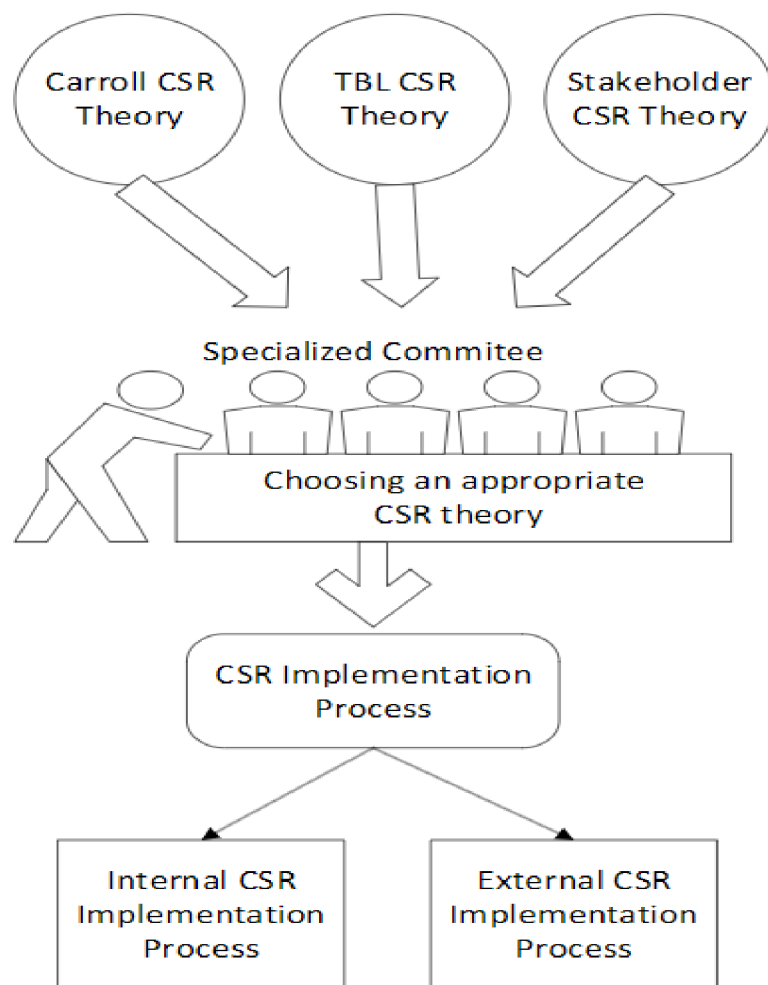 Carroll CSR
Theory
TBL CSR
Theory
Stakeholder
CSR Theory
Specialized Commitee
Choosing an appropriate
CSR theory
CSR Implementation
Process
Internal CSR
Implementation
Process
External CSR
Implementation
Process